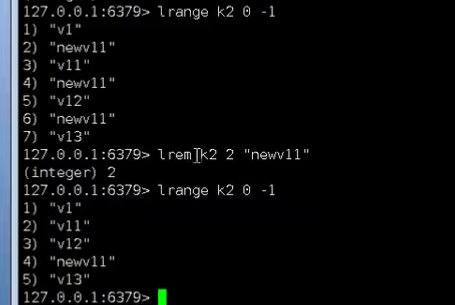 127.0.0.1:6379> lrange k2 0 -1
1) "v1"
2) "newv11"
3) "v11"
4) "newv11"
5) "v12"
6) "newv11"
7) "v13"
127.0.0.1:6379> lrem k2 2 "newv11"
(integer) 2
127.0.0.1:6379> lrange k2 0 -1
1) "v1"
2) "v11"
3) "v12"
4) "newv11"
5) "v13"
127.0.0.1:6379>